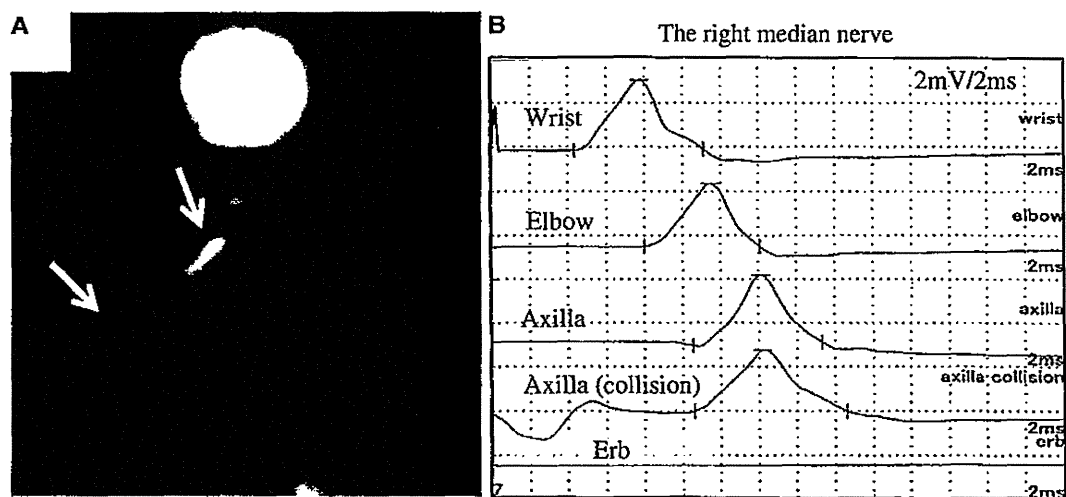 A
B
The right median nerve
2mV/2ms
Wrist
wrist
2ms
Elbow
elbow
2ms
Axilla
axilla
2ms
Axilla (collision)
axilla-collision
2ms
Erb
erb
7
2ms